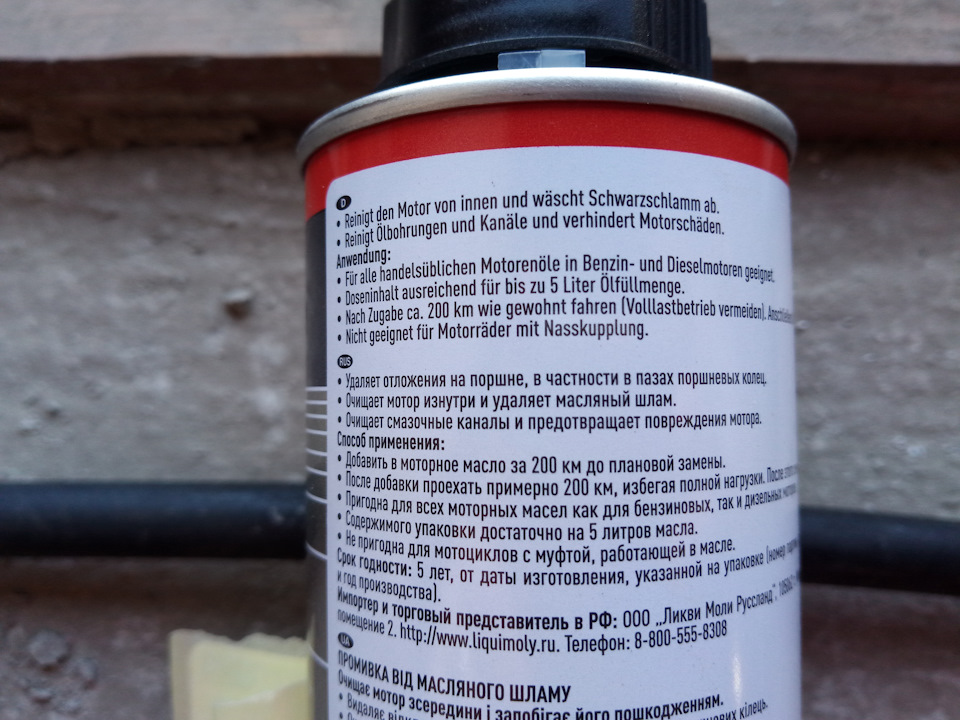 D
• Reinigt den Motor von innen und wäscht Schwarzschlamm ab.
• Reinigt Ölbohrungen und Kanäle und verhindert Motorschäden.
Anwendung:
• Für alle handelsüblichen Motorenöle in Benzin- und Dieselmotoren geeignet.
• Doseninhalt ausreichend für bis zu 5 Liter Ölfüllmenge.
• Nach Zugabe ca. 200 km wie gewohnt fahren (Volllastbetrieb vermeiden).
• Nicht geeignet für Motorräder mit Nasskupplung.
RUS
• Удаляет отложения на поршне, в частности в пазах поршневых колец.
• Очищает мотор изнутри и удаляет масляный шлам.
• Очищает смазочные каналы и предотвращает повреждения мотора.
Способ применения:
• Добавить в моторное масло за 200 км до плановой замены.
• После добавки проехать примерно 200 км, избегая полной нагрузки. После
• Пригодна для всех моторных масел как для бензиновых, так и дизельных
• Содержимого упаковки достаточно на 5 литров масла.
• Не пригодна для мотоциклов с муфтой, работающей в масле.
Срок годности: 5 лет, от даты изготовления, указанной на упаковке (номер
и год производства).
Импортер и торговый представитель в РФ: ООО „Ликви Моли Руссланд",
помещение 2. http://www.liquimoly.ru. Телефон: 8-800-555-8308
UA
ПРОМИВКА ВІД МАСЛЯНОГО ШЛАМУ
Очищає мотор зсередини і запобігає його пошкодженням.
• Видаляє кілець.